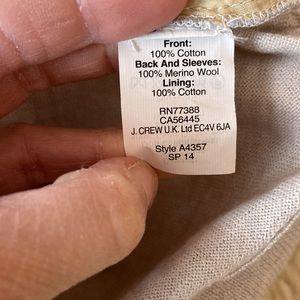 Front:
100% Cotton
Back And Sleeves:
100% Merino Wool
Lining:
100% Cotton
RN77388
CA56445
J. CREW U.K. Ltd EC4V 6JA
Style A4357
SP 14